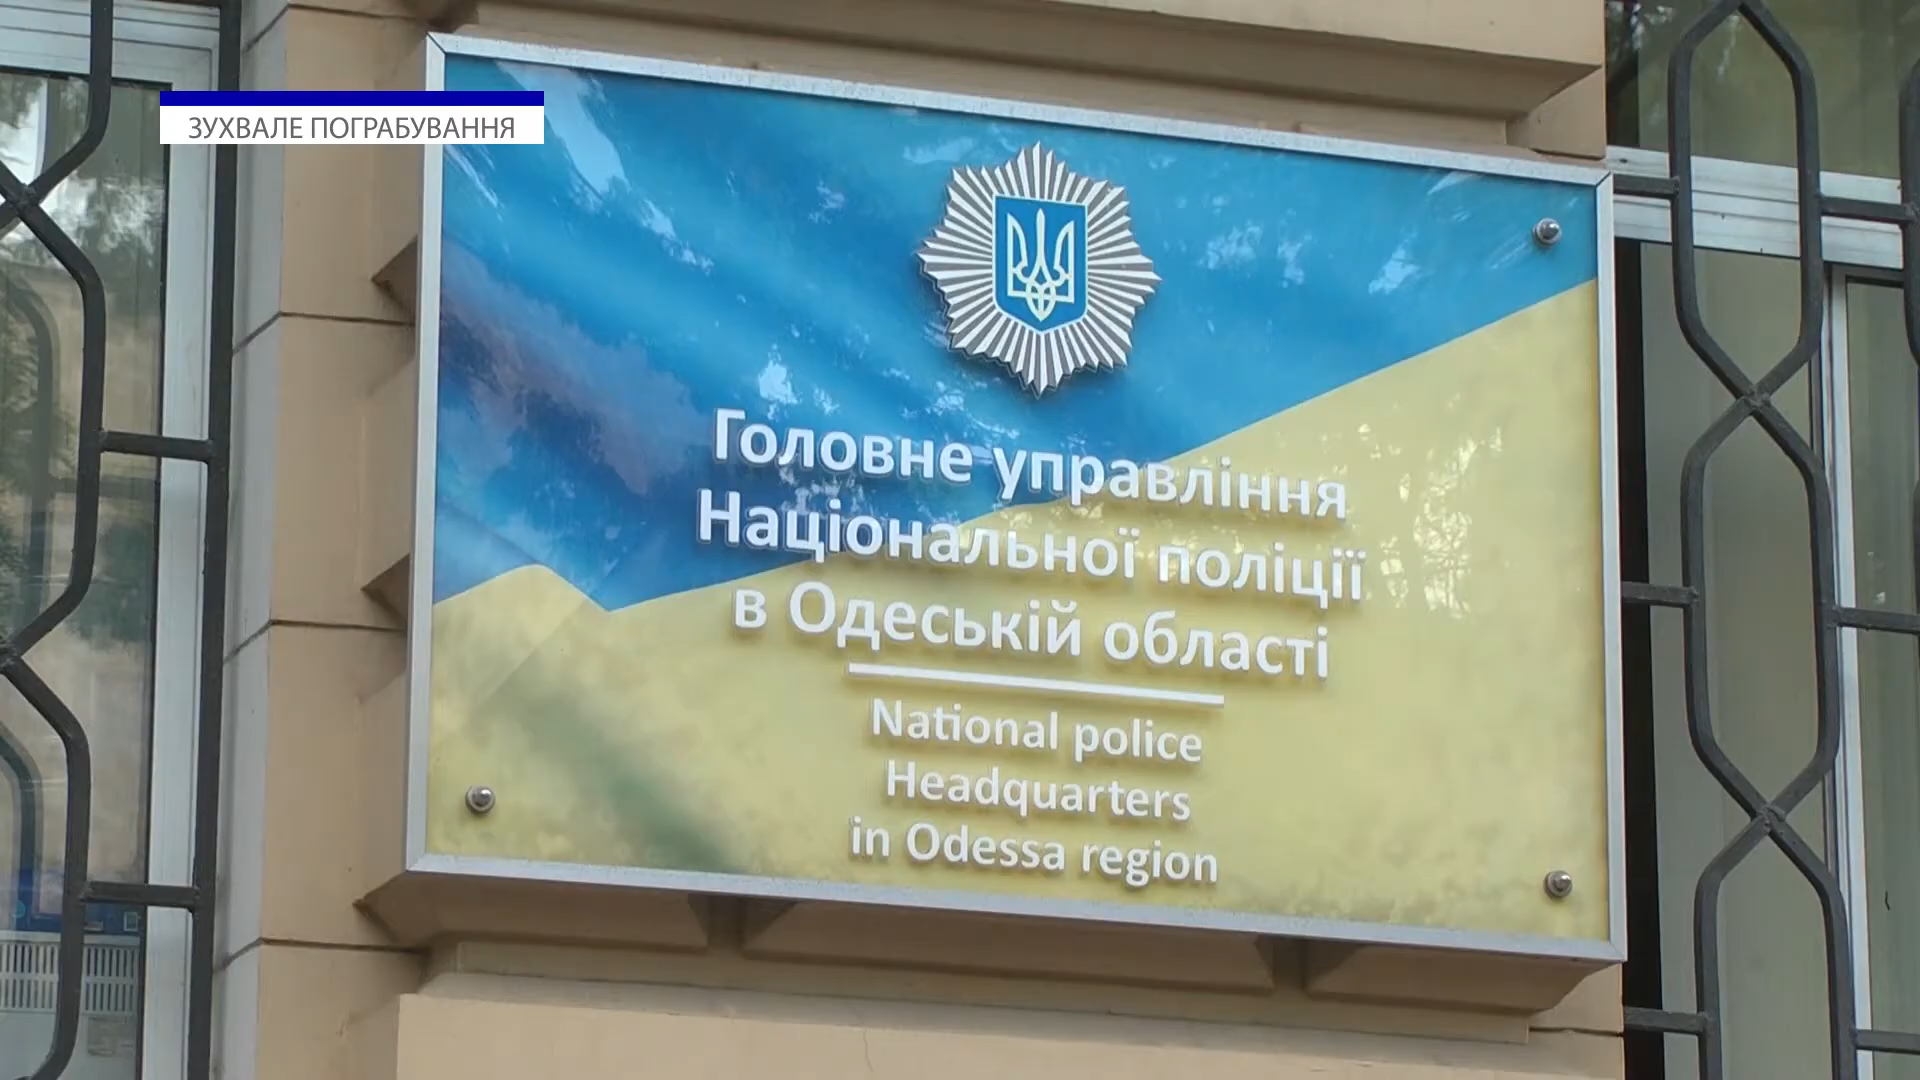 ЗУХВАЛЕ ПОГРАБУВАННЯ
Головне управління
Національної поліції
в Одеській області
National police
Headquarters
in Odessa region